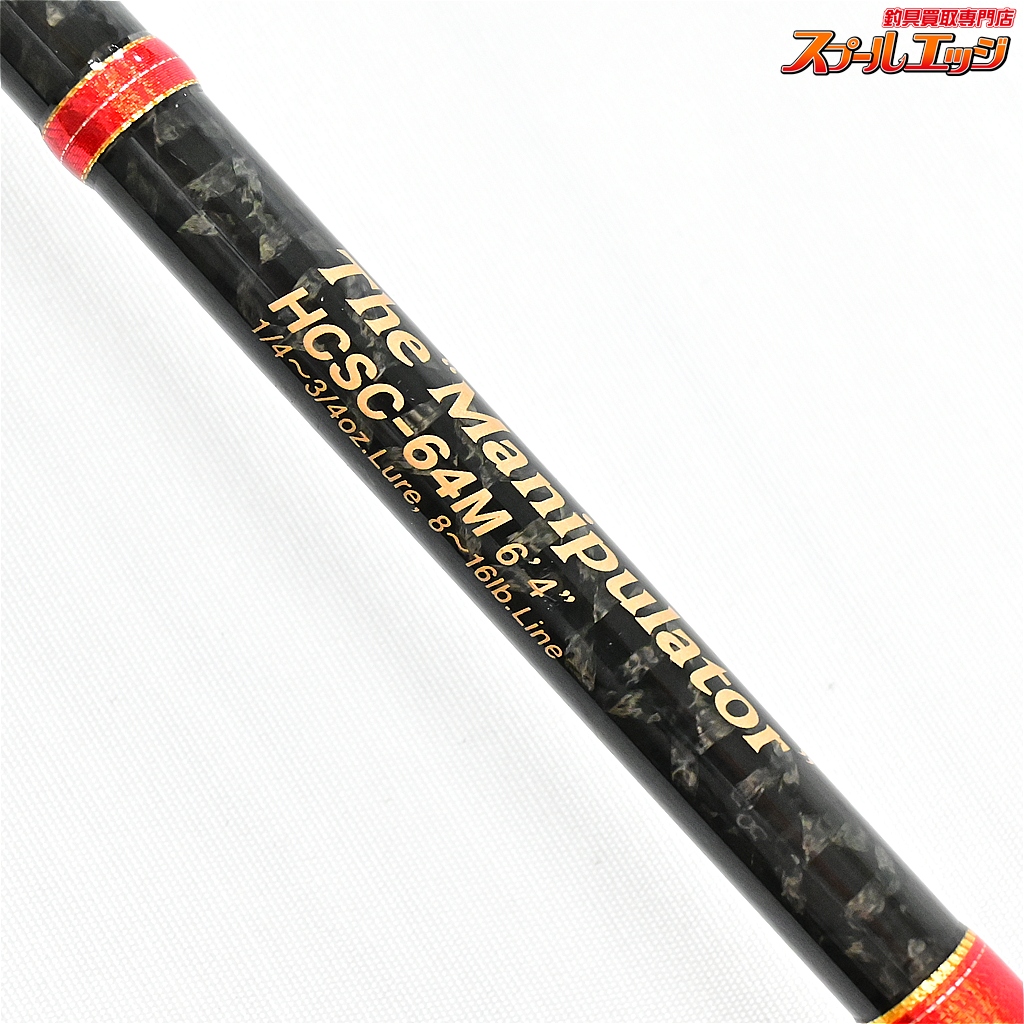 釣具買取専門店
スプールエッジ
The "Manipulator"
HCSC-64M 6'4"
1/4～3/4oz.Lure, 8～16lb.Line